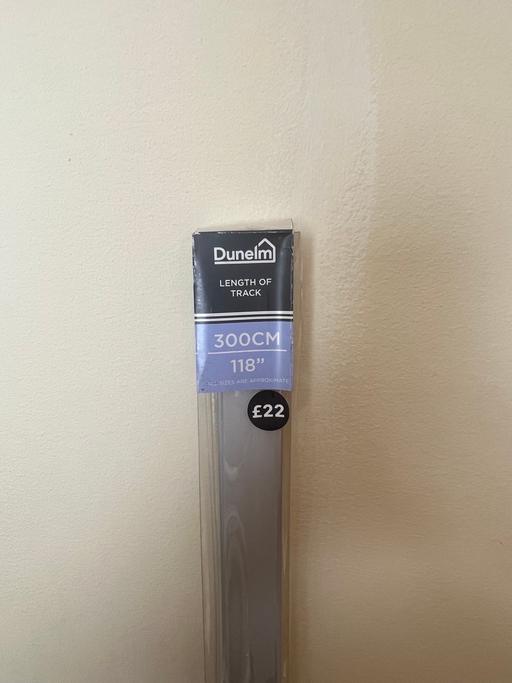 Dunelm
LENGTH OF
TRACK
300CM
118”
ALL SIZES ARE APPROXIMATE
£22